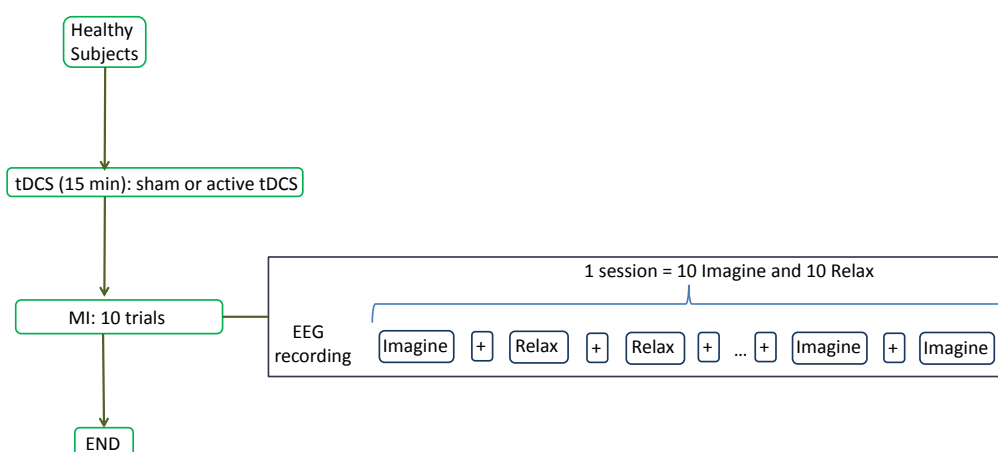 Healthy
Subjects
tDCS (15 min): sham or active tDCS
1 session = 10 Imagine and 10 Relax
MI: 10 trials
EEG
recording
Imagine + Relax + Relax + ... + Imagine + Imagine
END